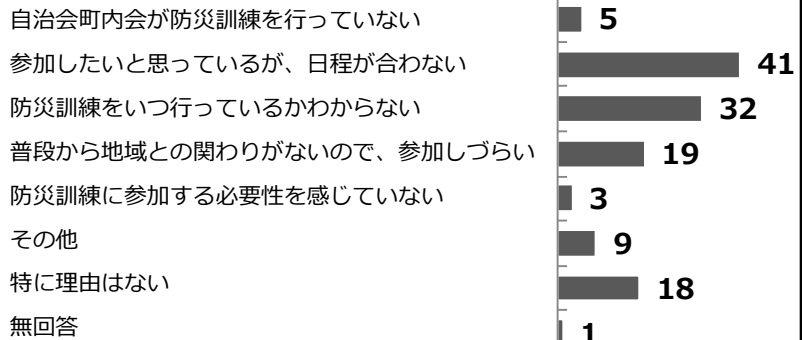 自治会町内会が防災訓練を行っていない 5
参加したいと思っているが、日程が合わない 41
防災訓練をいつ行っているかわからない 32
普段から地域との関わりがないので、参加しづらい 19
防災訓練に参加する必要性を感じていない 3
その他 9
特に理由はない 18
無回答 1